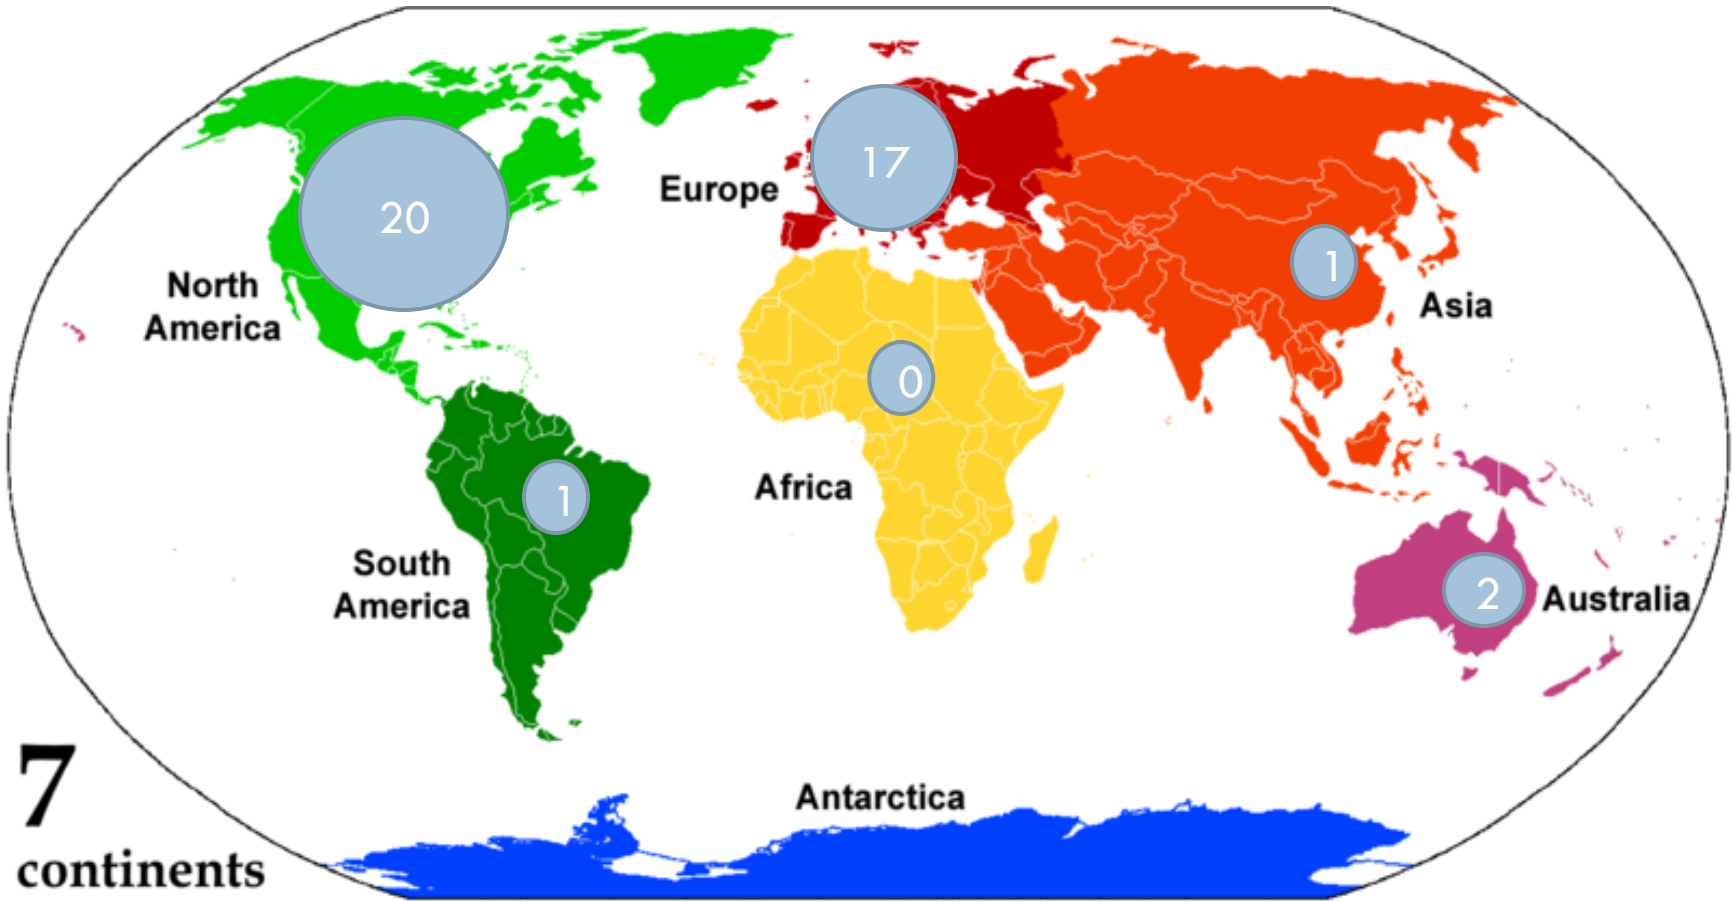 17
Europe
20
North
America
1
Asia
0
Africa
1
South
America
2
Australia
7
continents
Antarctica